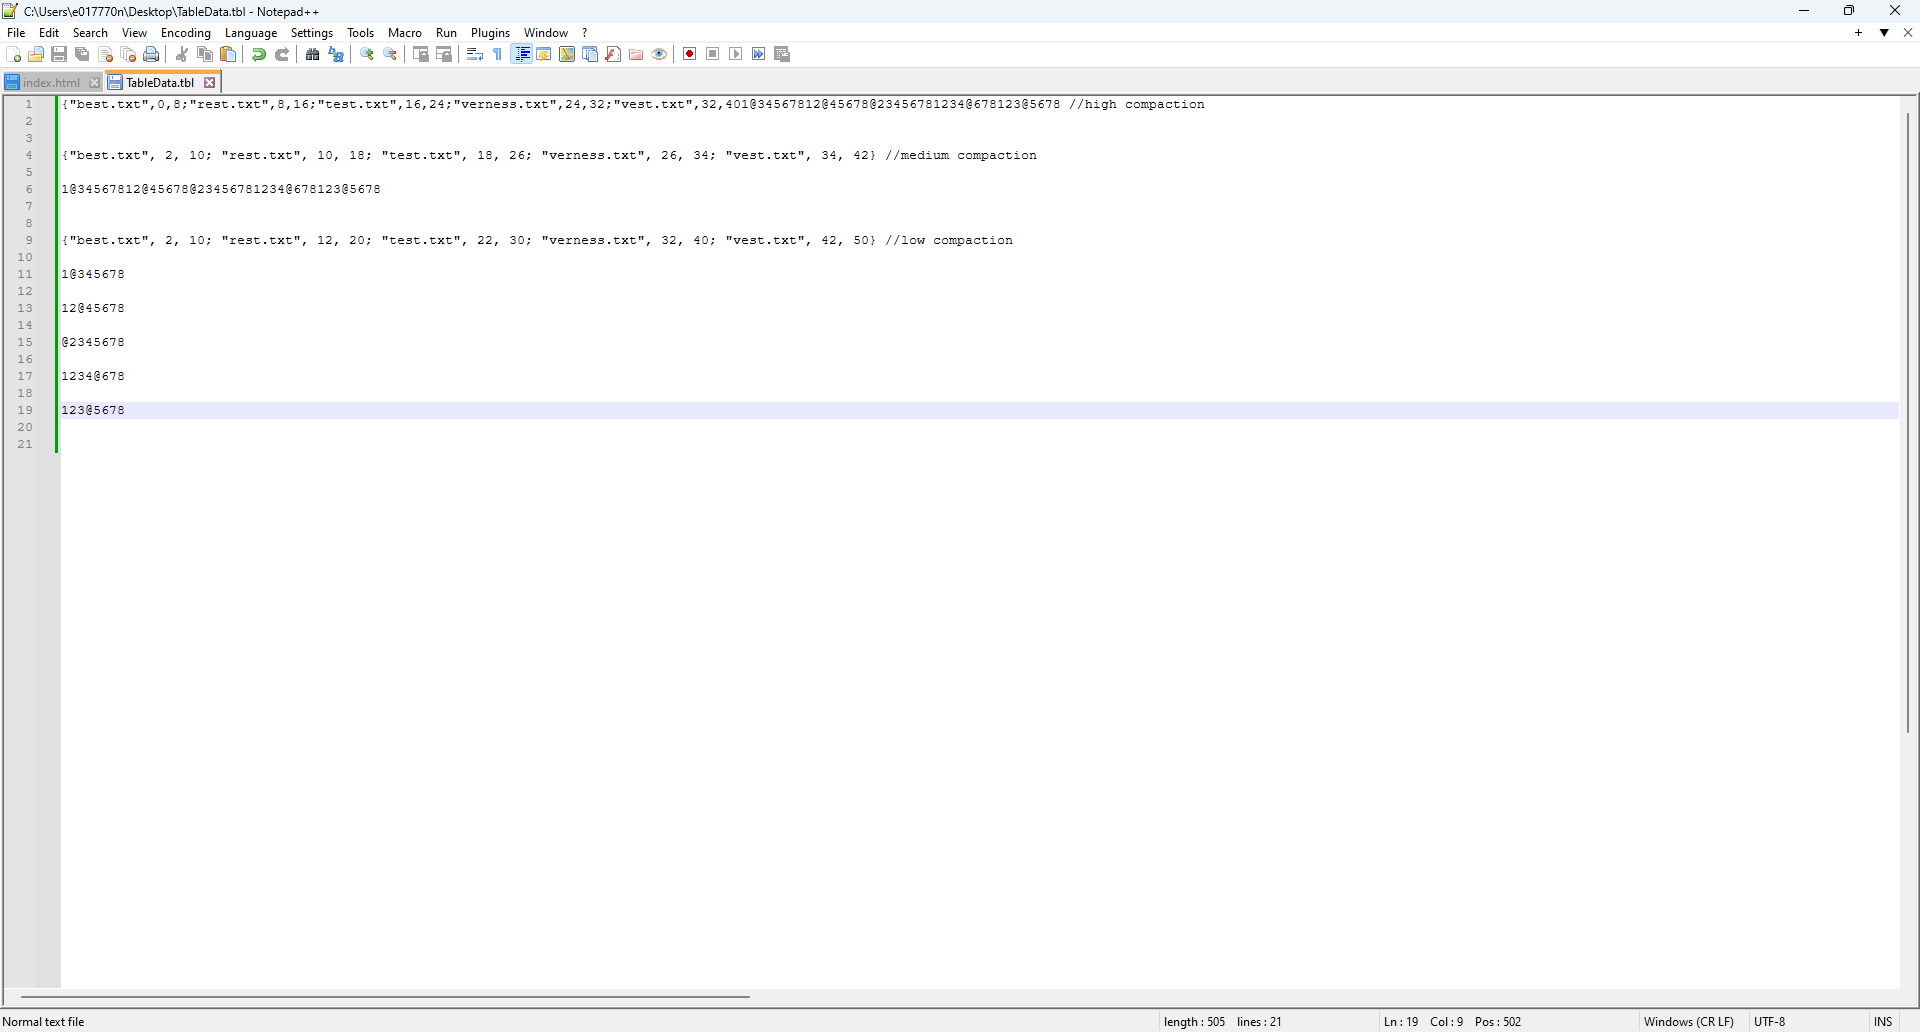 C:\Users\e017770n\Desktop\TableData.tbl - Notepad++
File Edit Search View Encoding Language Settings Tools Macro Run Plugins Window ?
index.html TableData.tbl
1 {"best.txt",0,8;"rest.txt",8,16;"test.txt",16,24;"verness.txt",24,32;"vest.txt",32,401@34567812@45678@23456781234@678123@5678 //high compaction
2
3
4 {"best.txt", 2, 10; "rest.txt", 10, 18; "test.txt", 18, 26; "verness.txt", 26, 34; "vest.txt", 34, 42} //medium compaction
5
6 1@34567812@45678@23456781234@678123@5678
7
8
9 {"best.txt", 2, 10; "rest.txt", 12, 20; "test.txt", 22, 30; "verness.txt", 32, 40; "vest.txt", 42, 50} //low compaction
10
11 1@345678
12
13 12@45678
14
15 @2345678
16
17 1234@678
18
19 123@5678
20
21
Normal text file length : 505 lines : 21 Ln : 19 Col : 9 Pos : 502 Windows (CR LF) UTF-8 INS